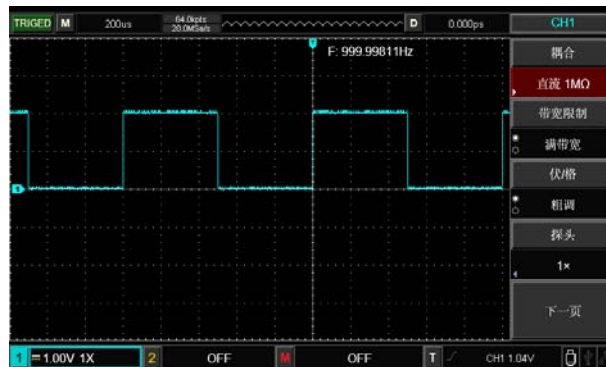 TRIGED M 200us 64.0kpts D 0.000ps CH1
20.0MSa/s
F: 999.99811Hz
耦合
直流 1MΩ
带宽限制
满带宽
伏/格
粗调
探头
1×
下一页
1
1 1.00V 1X 2 OFF M OFF T CH1 1.04V